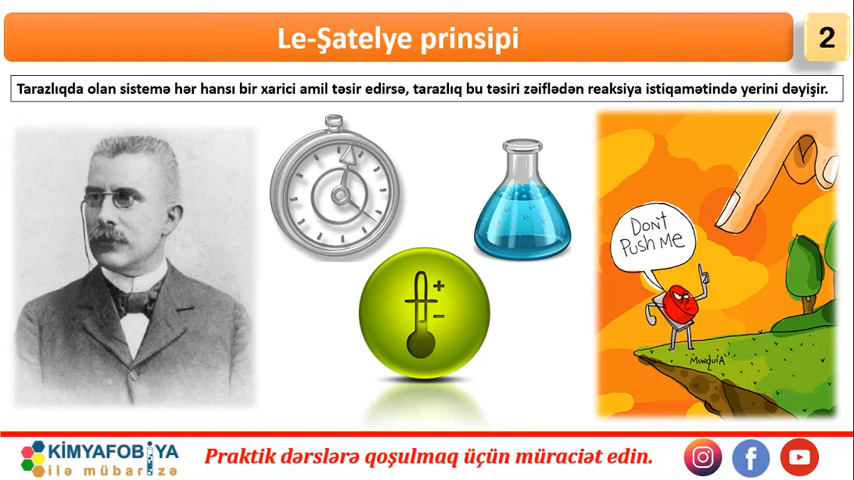 Le-Şatelye prinsipi
2
Tarazlıqda olan sistemə hər hansı bir xarici amil təsir edirsə, tarazlıq bu təsiri zəiflədən reaksiya istiqamətində yerini dəyişir.
DON'T
PUSH ME
MUNGUIA
KİMYAFOBİYA
ilə mübarizə
Praktik dərslərə qoşulmaq üçün müraciət edin.